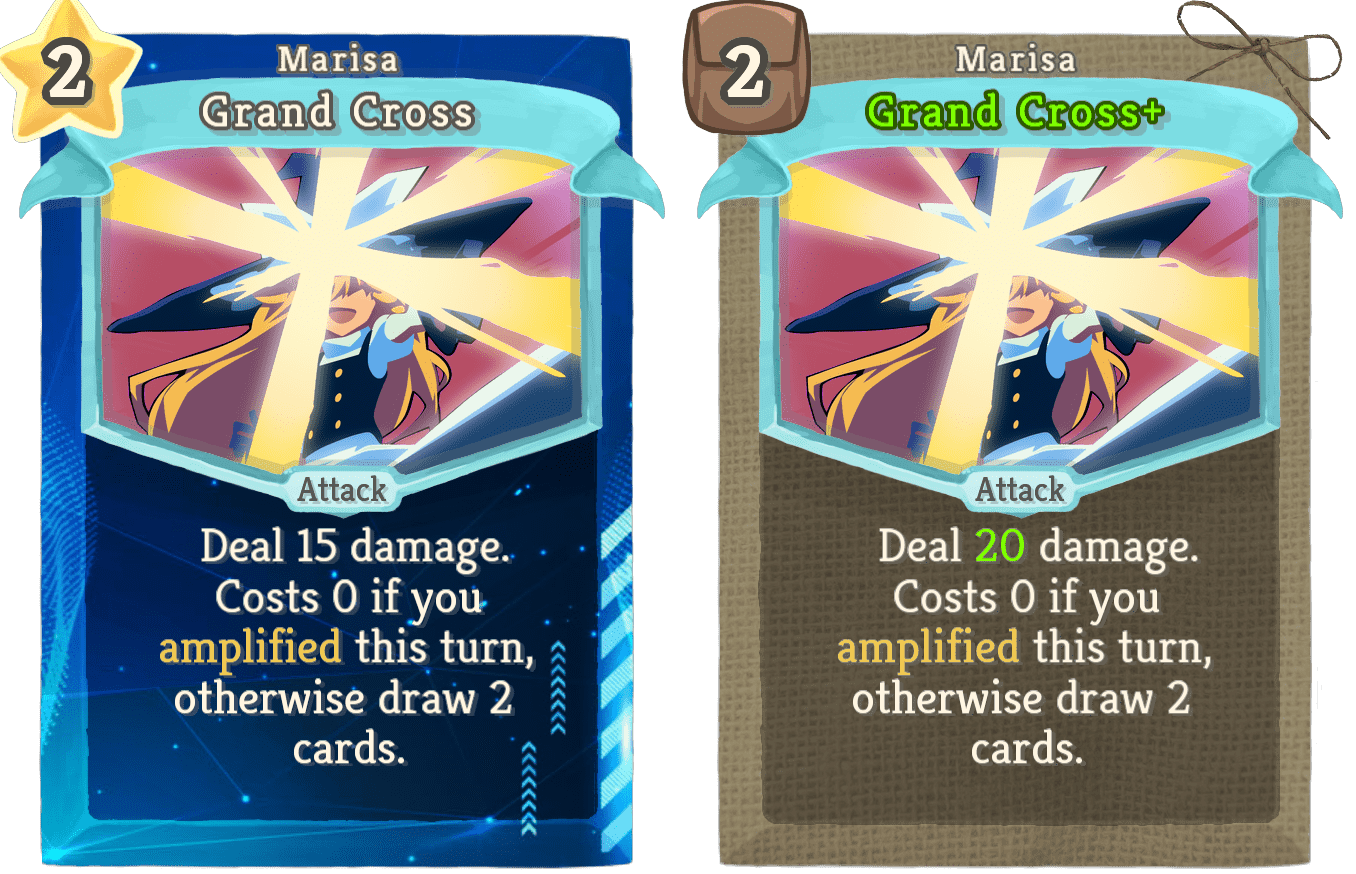 2
Marisa
Grand Cross
Attack
Deal 15 damage.
Costs 0 if you
amplified this turn,
otherwise draw 2
cards.
2
Marisa
Grand Cross+
Attack
Deal 20 damage.
Costs 0 if you
amplified this turn,
otherwise draw 2
cards.